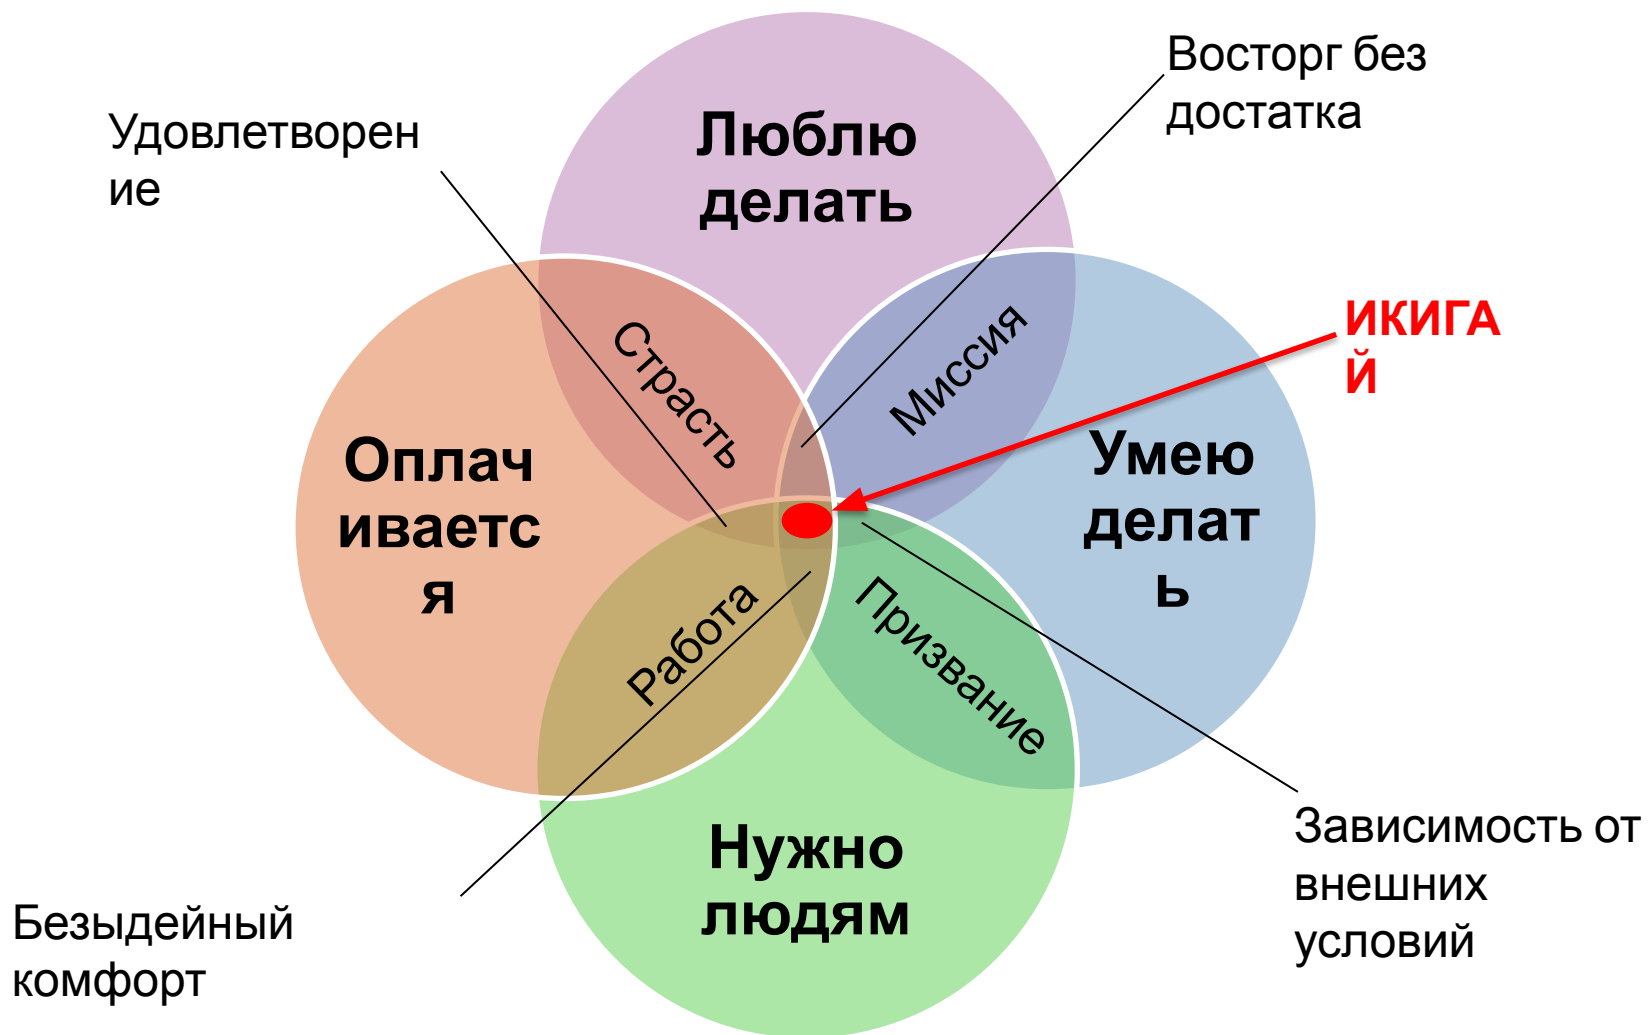 Восторг без
достатка
Удовлетворен
ие
Люблю
делать
ИКИГА
Й
Страсть
Миссия
Оплач
иваетс
я
Умею
делат
ь
Работа
Призвание
Нужно
людям
Зависимость от
внешних
условий
Безыдейный
комфорт